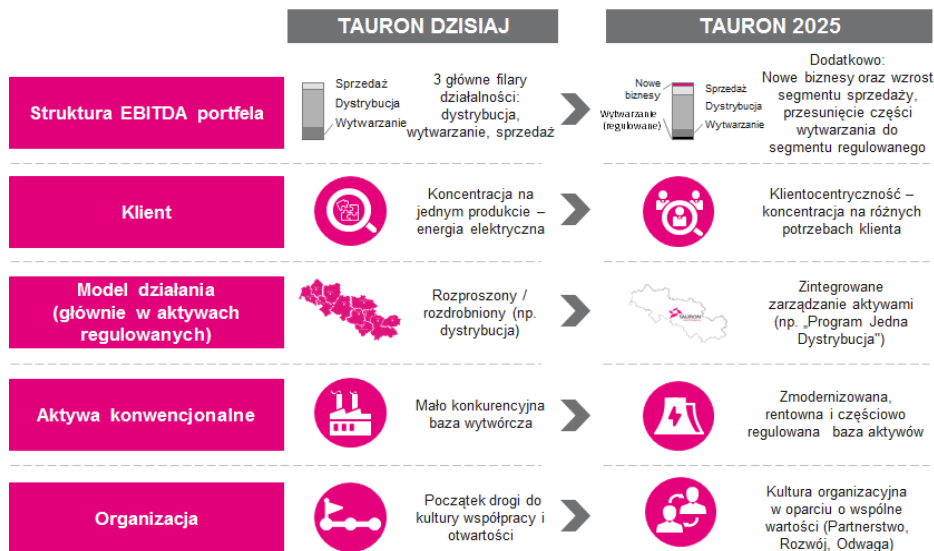 TAURON DZISIAJ
TAURON 2025
Struktura EBITDA portfela
Sprzedaż
Dystrybucja
Wytwarzanie
3 główne filary
działalności:
dystrybucja,
wytwarzanie, sprzedaż
Nowe
biznesy
Wytwarzanie
(regulowane)
Sprzedaż
Dystrybucja
Wytwarzanie
Dodatkowo:
Nowe biznesy oraz wzrost
segmentu sprzedaży,
przesunięcie części
wytwarzania do
segmentu regulowanego
Klient
Koncentracja na
jednym produkcie –
energia elektryczna
Klientocentryczność –
koncentracja na różnych
potrzebach klienta
Model działania
(głównie w aktywach
regulowanych)
Rozproszony /
rozdrobniony (np.
dystrybucja)
TAURON
Zintegrowane
zarządzanie aktywami
(np. „Program Jedna
Dystrybucja")
Aktywa konwencjonalne
Mało konkurencyjna
baza wytwórcza
Zmodernizowana,
rentowna i częściowo
regulowana baza aktywów
Organizacja
Początek drogi do
kultury współpracy i
otwartości
Kultura organizacyjna
w oparciu o wspólne
wartości (Partnerstwo,
Rozwój, Odwaga)